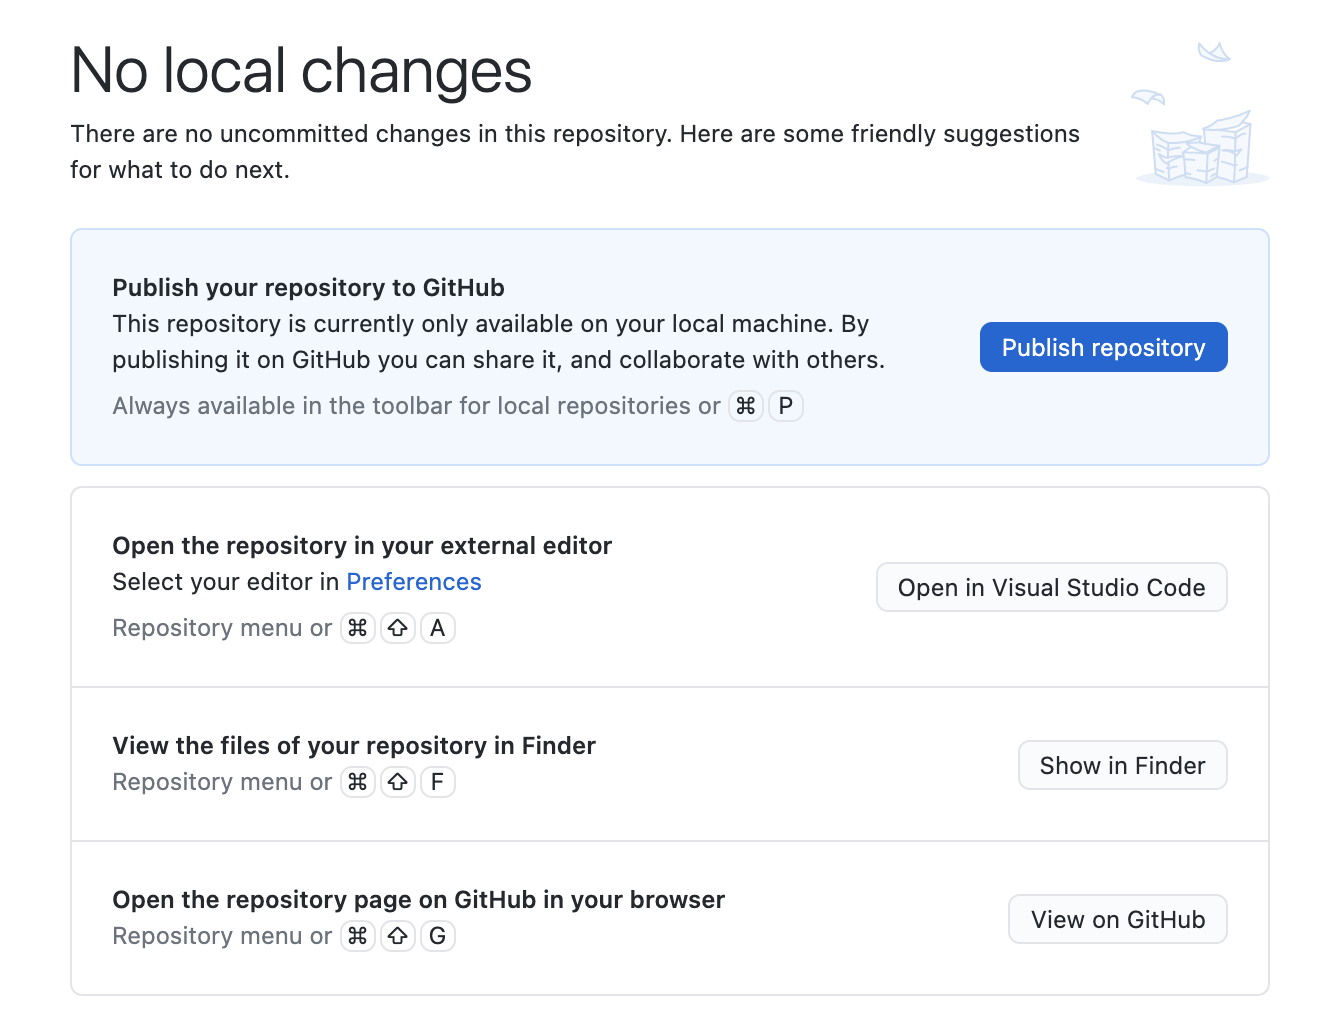 No local changes
There are no uncommitted changes in this repository. Here are some friendly suggestions
for what to do next.
Publish your repository to GitHub
This repository is currently only available on your local machine. By
publishing it on GitHub you can share it, and collaborate with others.
Always available in the toolbar for local repositories or ⌘ P
Publish repository
Open the repository in your external editor
Select your editor in Preferences
Repository menu or ⌘ ⇧ A
Open in Visual Studio Code
View the files of your repository in Finder
Repository menu or ⌘ ⇧ F
Show in Finder
Open the repository page on GitHub in your browser
Repository menu or ⌘ ⇧ G
View on GitHub